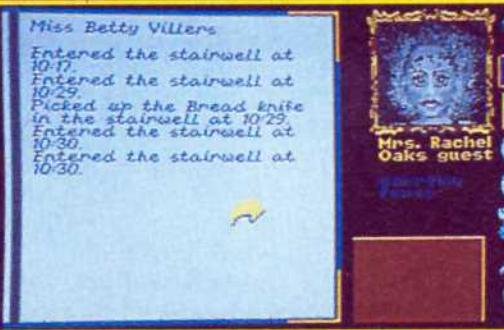 Miss Betty Villers
Entered the stairwell at
10:17.
Entered the stairwell at
10:29.
Picked up the Bread knife
in the stairwell at 10:29.
Entered the stairwell at
10:30.
Entered the stairwell at
10:30.
Mrs. Rachel
Oaks guest